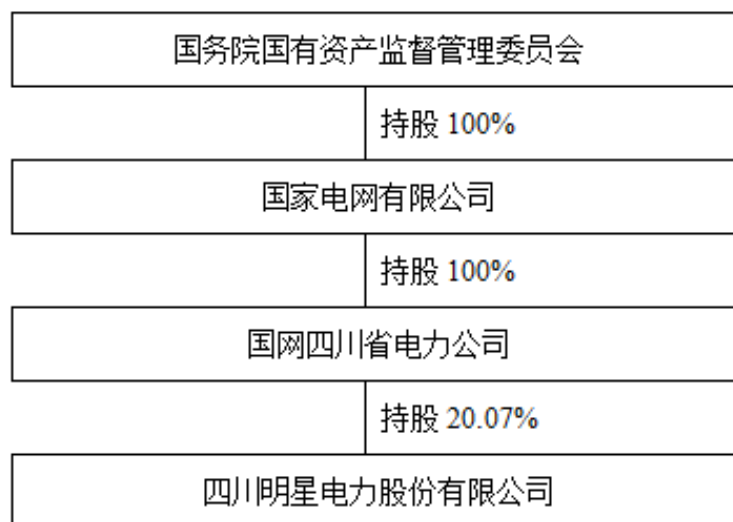 国务院国有资产监督管理委员会
持股 100%
国家电网有限公司
持股 100%
国网四川省电力公司
持股 20.07%
四川明星电力股份有限公司